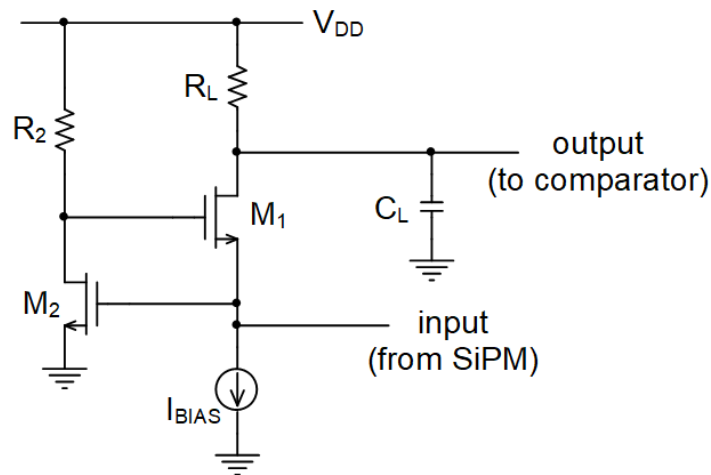 V_DD
R_L
R_2
output
(to comparator)
M_1
C_L
M_2
input
(from SiPM)
I_BIAS